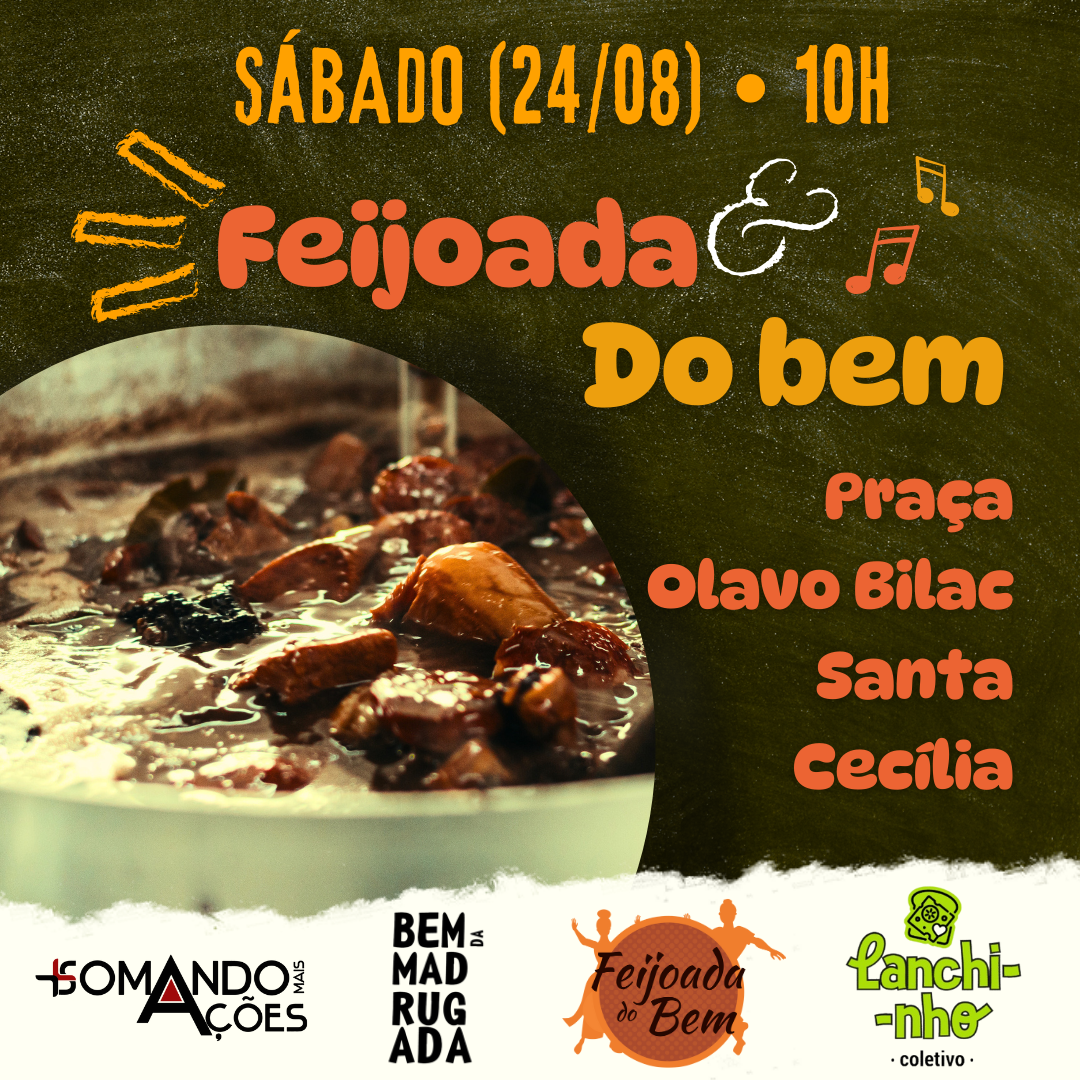 SÁBADO (24/08) • 10H
Feijoada &
Do bem
Praça
Olavo Bilac
Santa
Cecília
+SOMANDO MAIS
AÇÕES
BEM DA
MAD
RUG
ADA
Feijoada
do Bem
Lanchi-
-nho
· coletivo ·